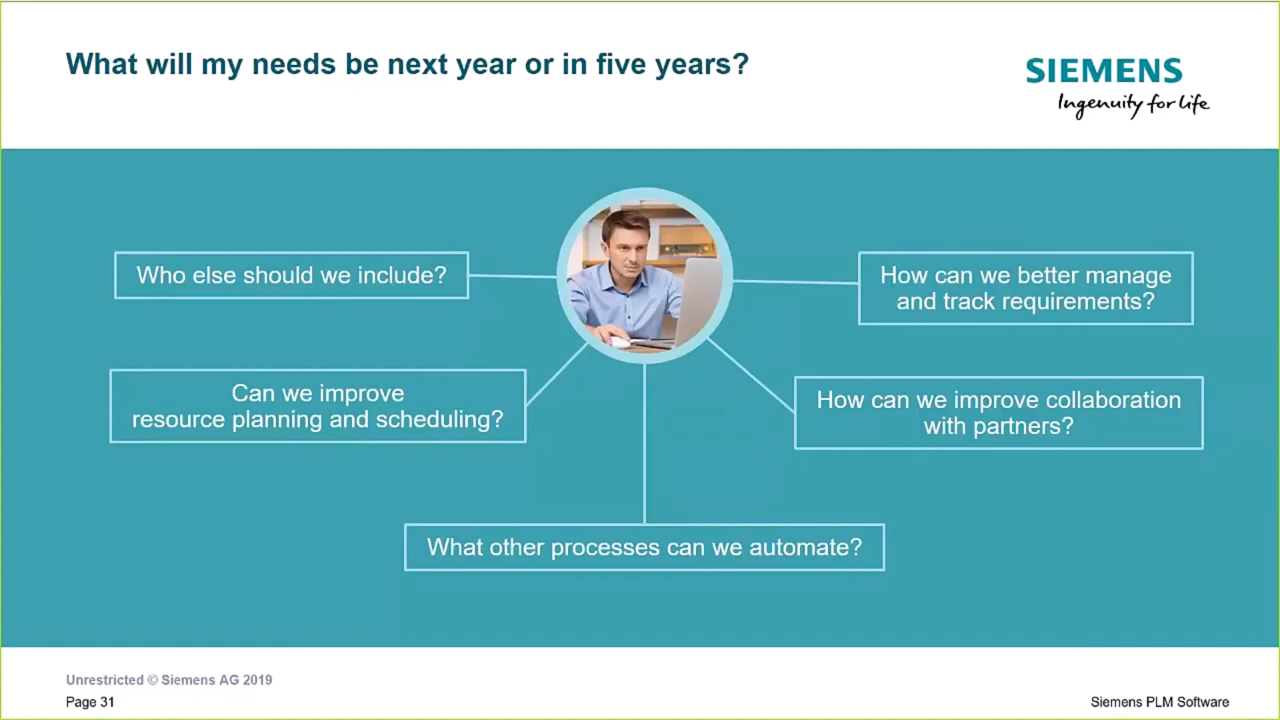 What will my needs be next year or in five years?
SIEMENS
Ingenuity for life
Who else should we include?
How can we better manage
and track requirements?
Can we improve
resource planning and scheduling?
How can we improve collaboration
with partners?
What other processes can we automate?
Unrestricted © Siemens AG 2019
Page 31
Siemens PLM Software